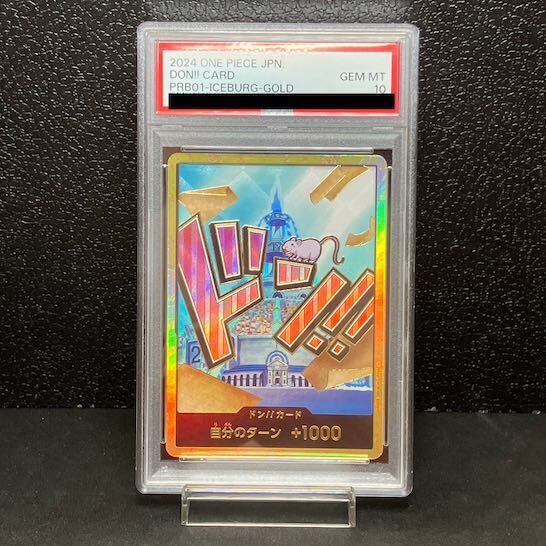 2024 ONE PIECE JPN.
DON!! CARD
GEM MT
PRB01-ICEBURG-GOLD
10
ドン!!
2
ドン!!カード
自分のターン +1000